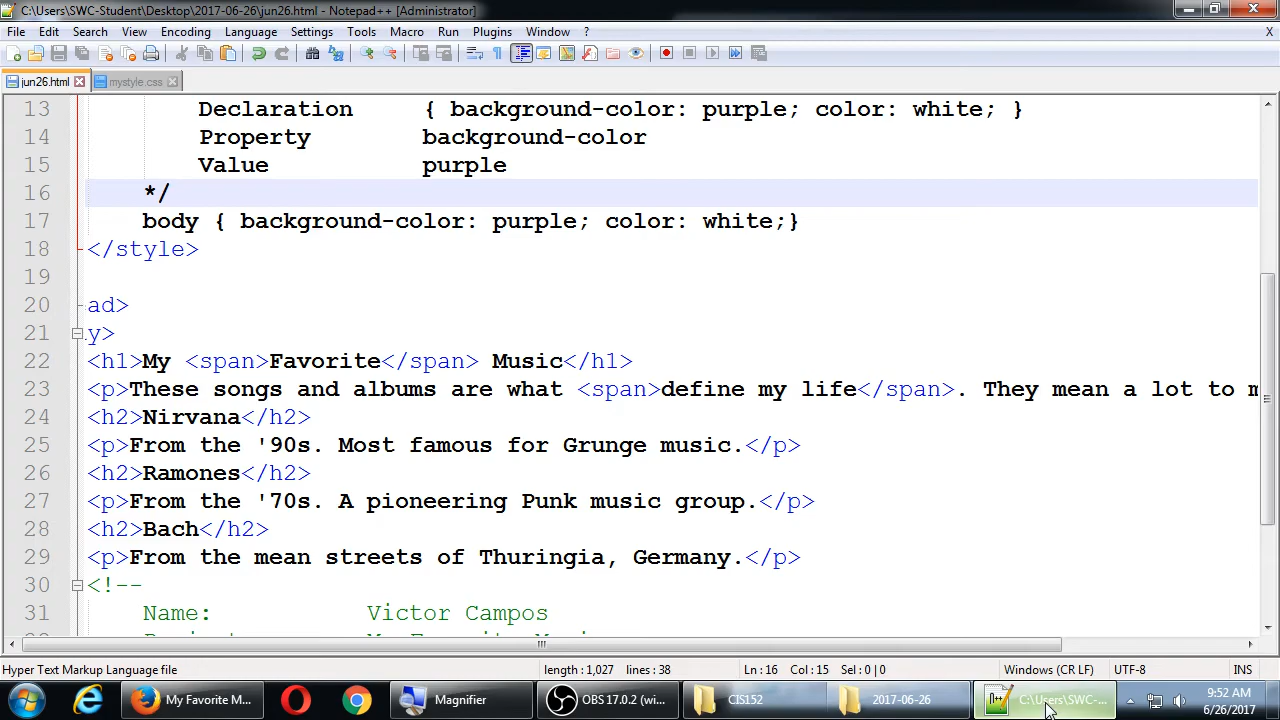 C:\Users\SWC-Student\Desktop\2017-06-26\jun26.html - Notepad++ [Administrator]
File Edit Search View Encoding Language Settings Tools Macro Run Plugins Window ? X
jun26.html mystyle.css
13 Declaration { background-color: purple; color: white; }
14 Property background-color
15 Value purple
16 */
17 body { background-color: purple; color: white;}
18 </style>
19
20 ad>
21 y>
22 <h1>My <span>Favorite</span> Music</h1>
23 <p>These songs and albums are what <span>define my life</span>. They mean a lot to m
24 <h2>Nirvana</h2>
25 <p>From the '90s. Most famous for Grunge music.</p>
26 <h2>Ramones</h2>
27 <p>From the '70s. A pioneering Punk music group.</p>
28 <h2>Bach</h2>
29 <p>From the mean streets of Thuringia, Germany.</p>
30 <!--
31 Name: Victor Campos
Hyper Text Markup Language file length : 1,027 lines : 38 Ln : 16 Col : 15 Sel : 0 | 0 Windows (CR LF) UTF-8 INS
My Favorite M... Magnifier OBS 17.0.2 (wi... CIS152 2017-06-26 C:\Users\SWC-... 9:52 AM
6/26/2017